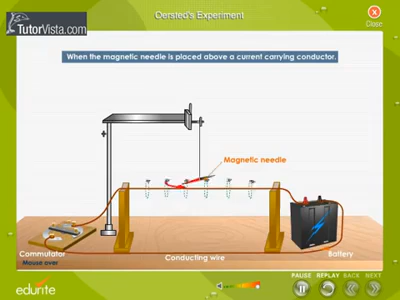 Oersted's Experiment
Close
TutorVista.com
When the magnetic needle is placed above a current carrying conductor.
+
Magnetic needle
Commutator
Mouse over
Conducting wire
Battery
PAUSE REPLAY BACK NEXT
edurite